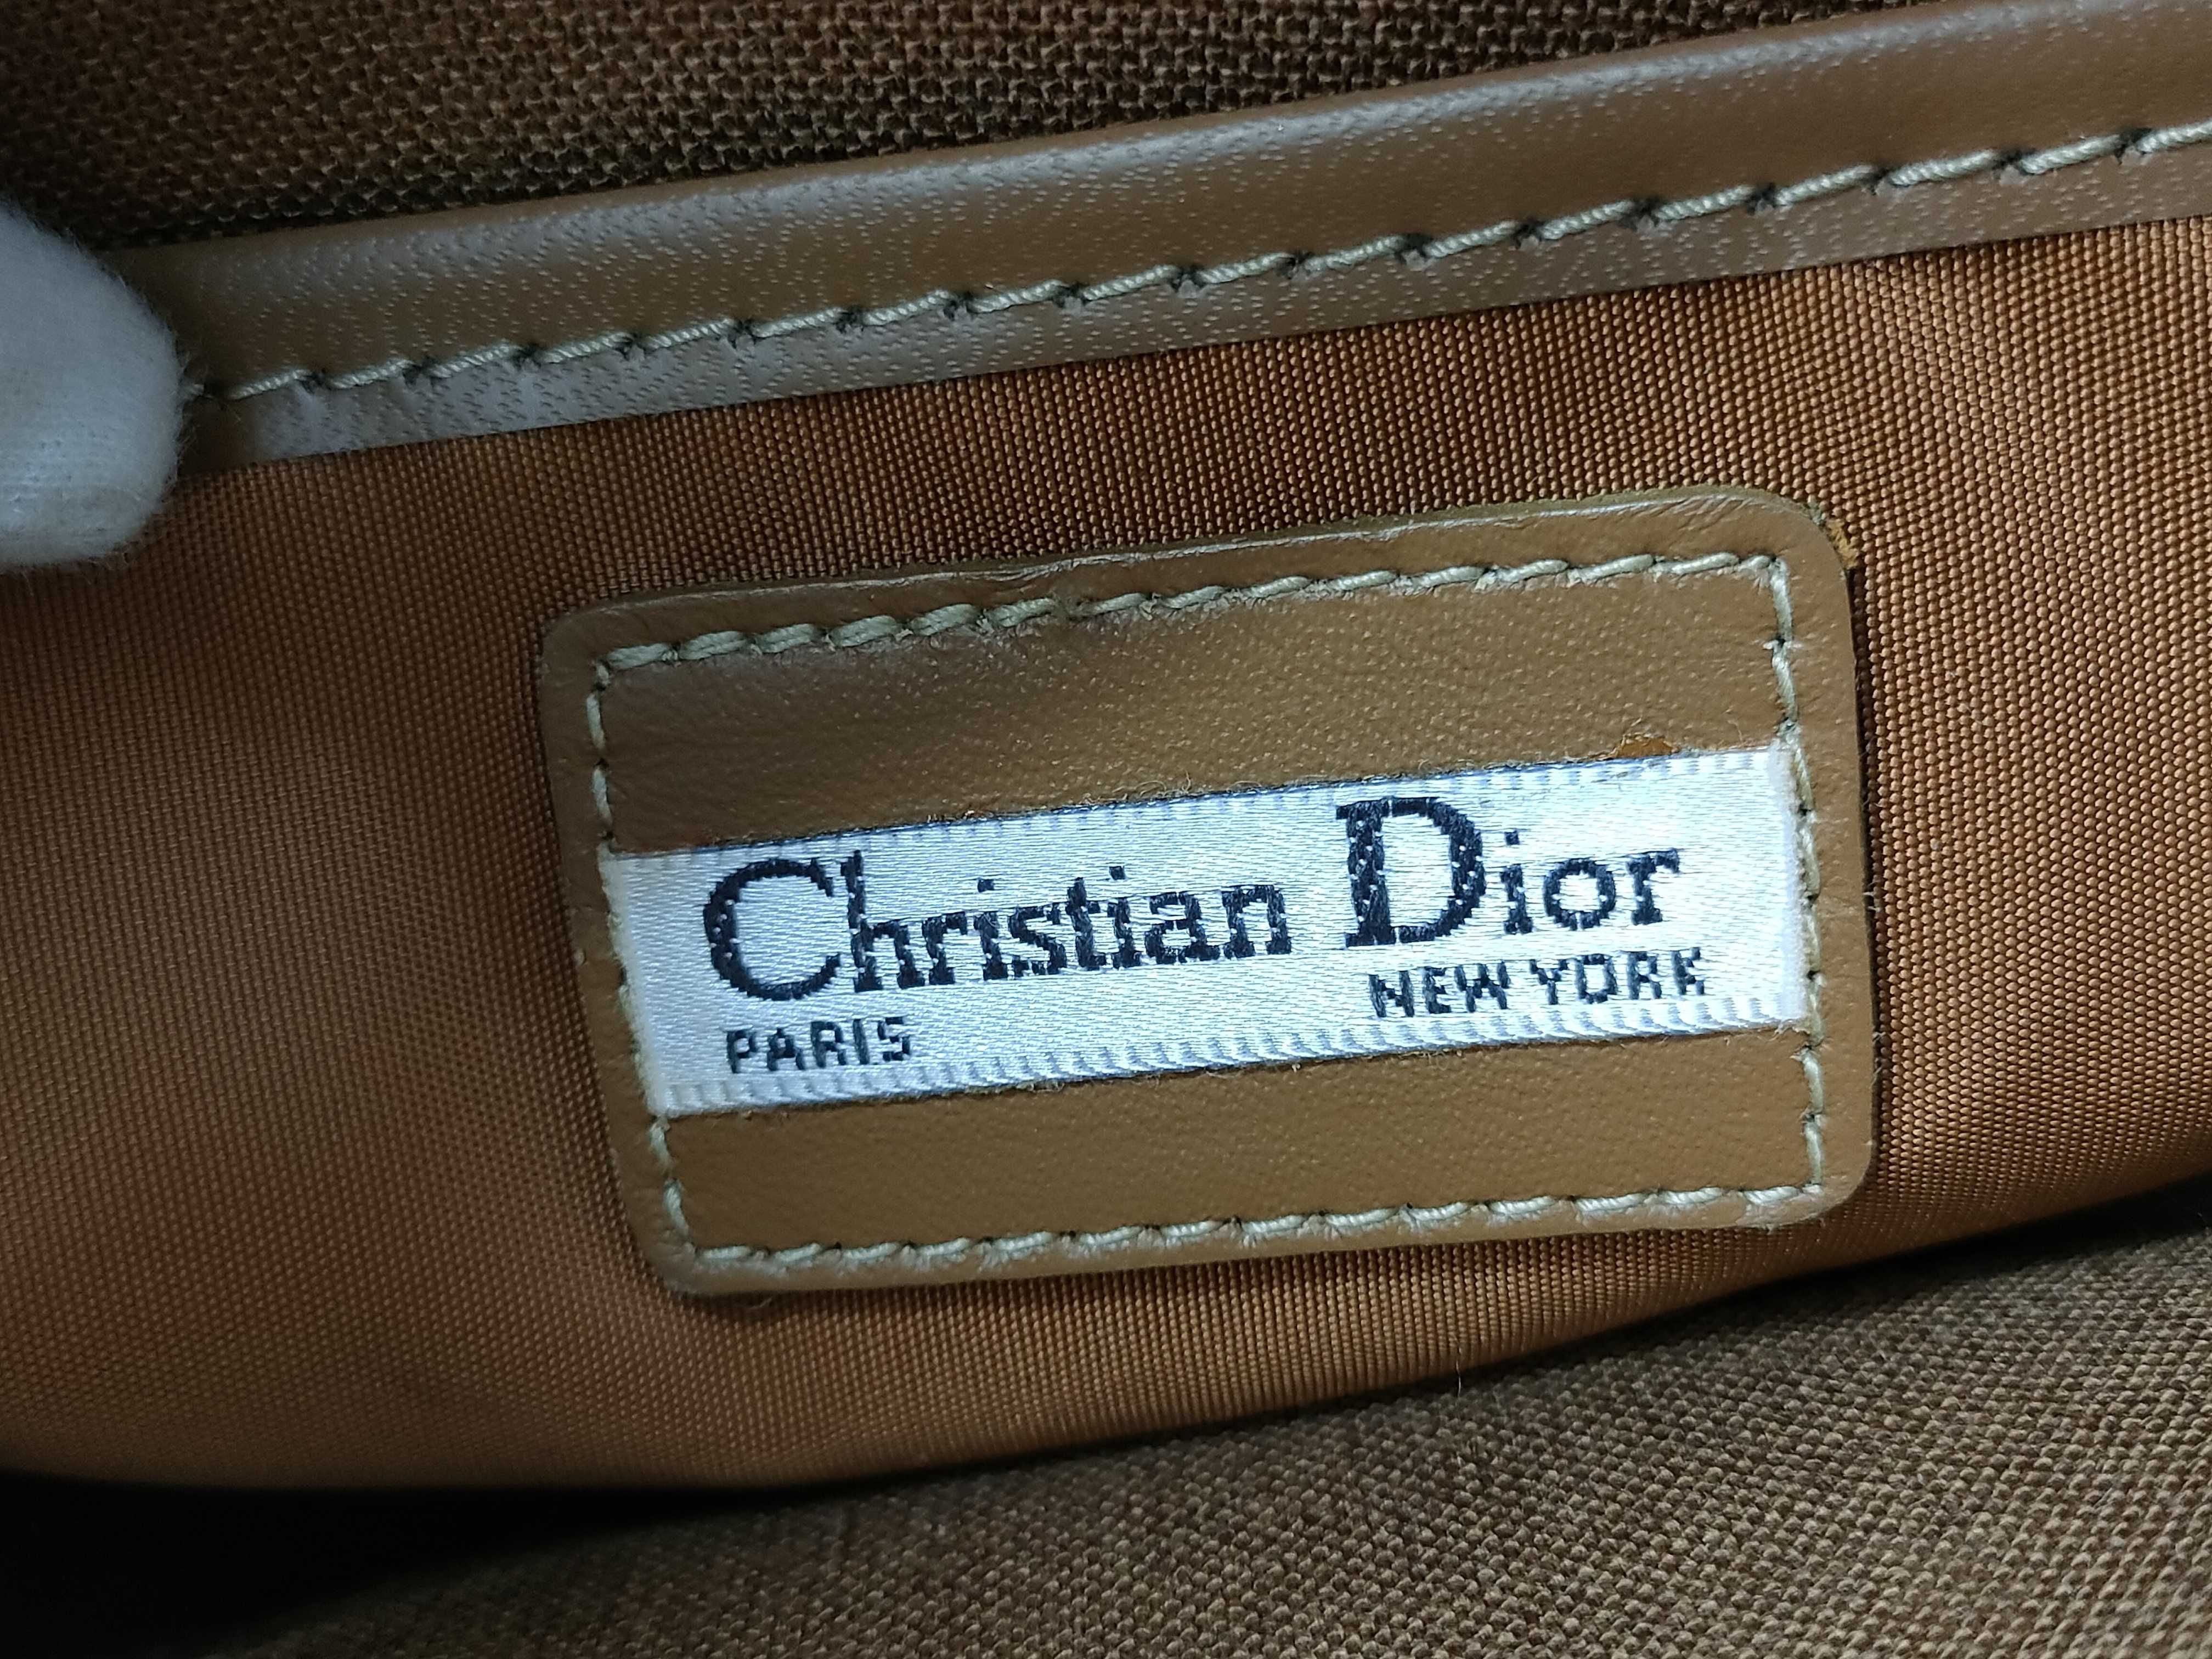 Christian Dior
PARIS NEW YORK